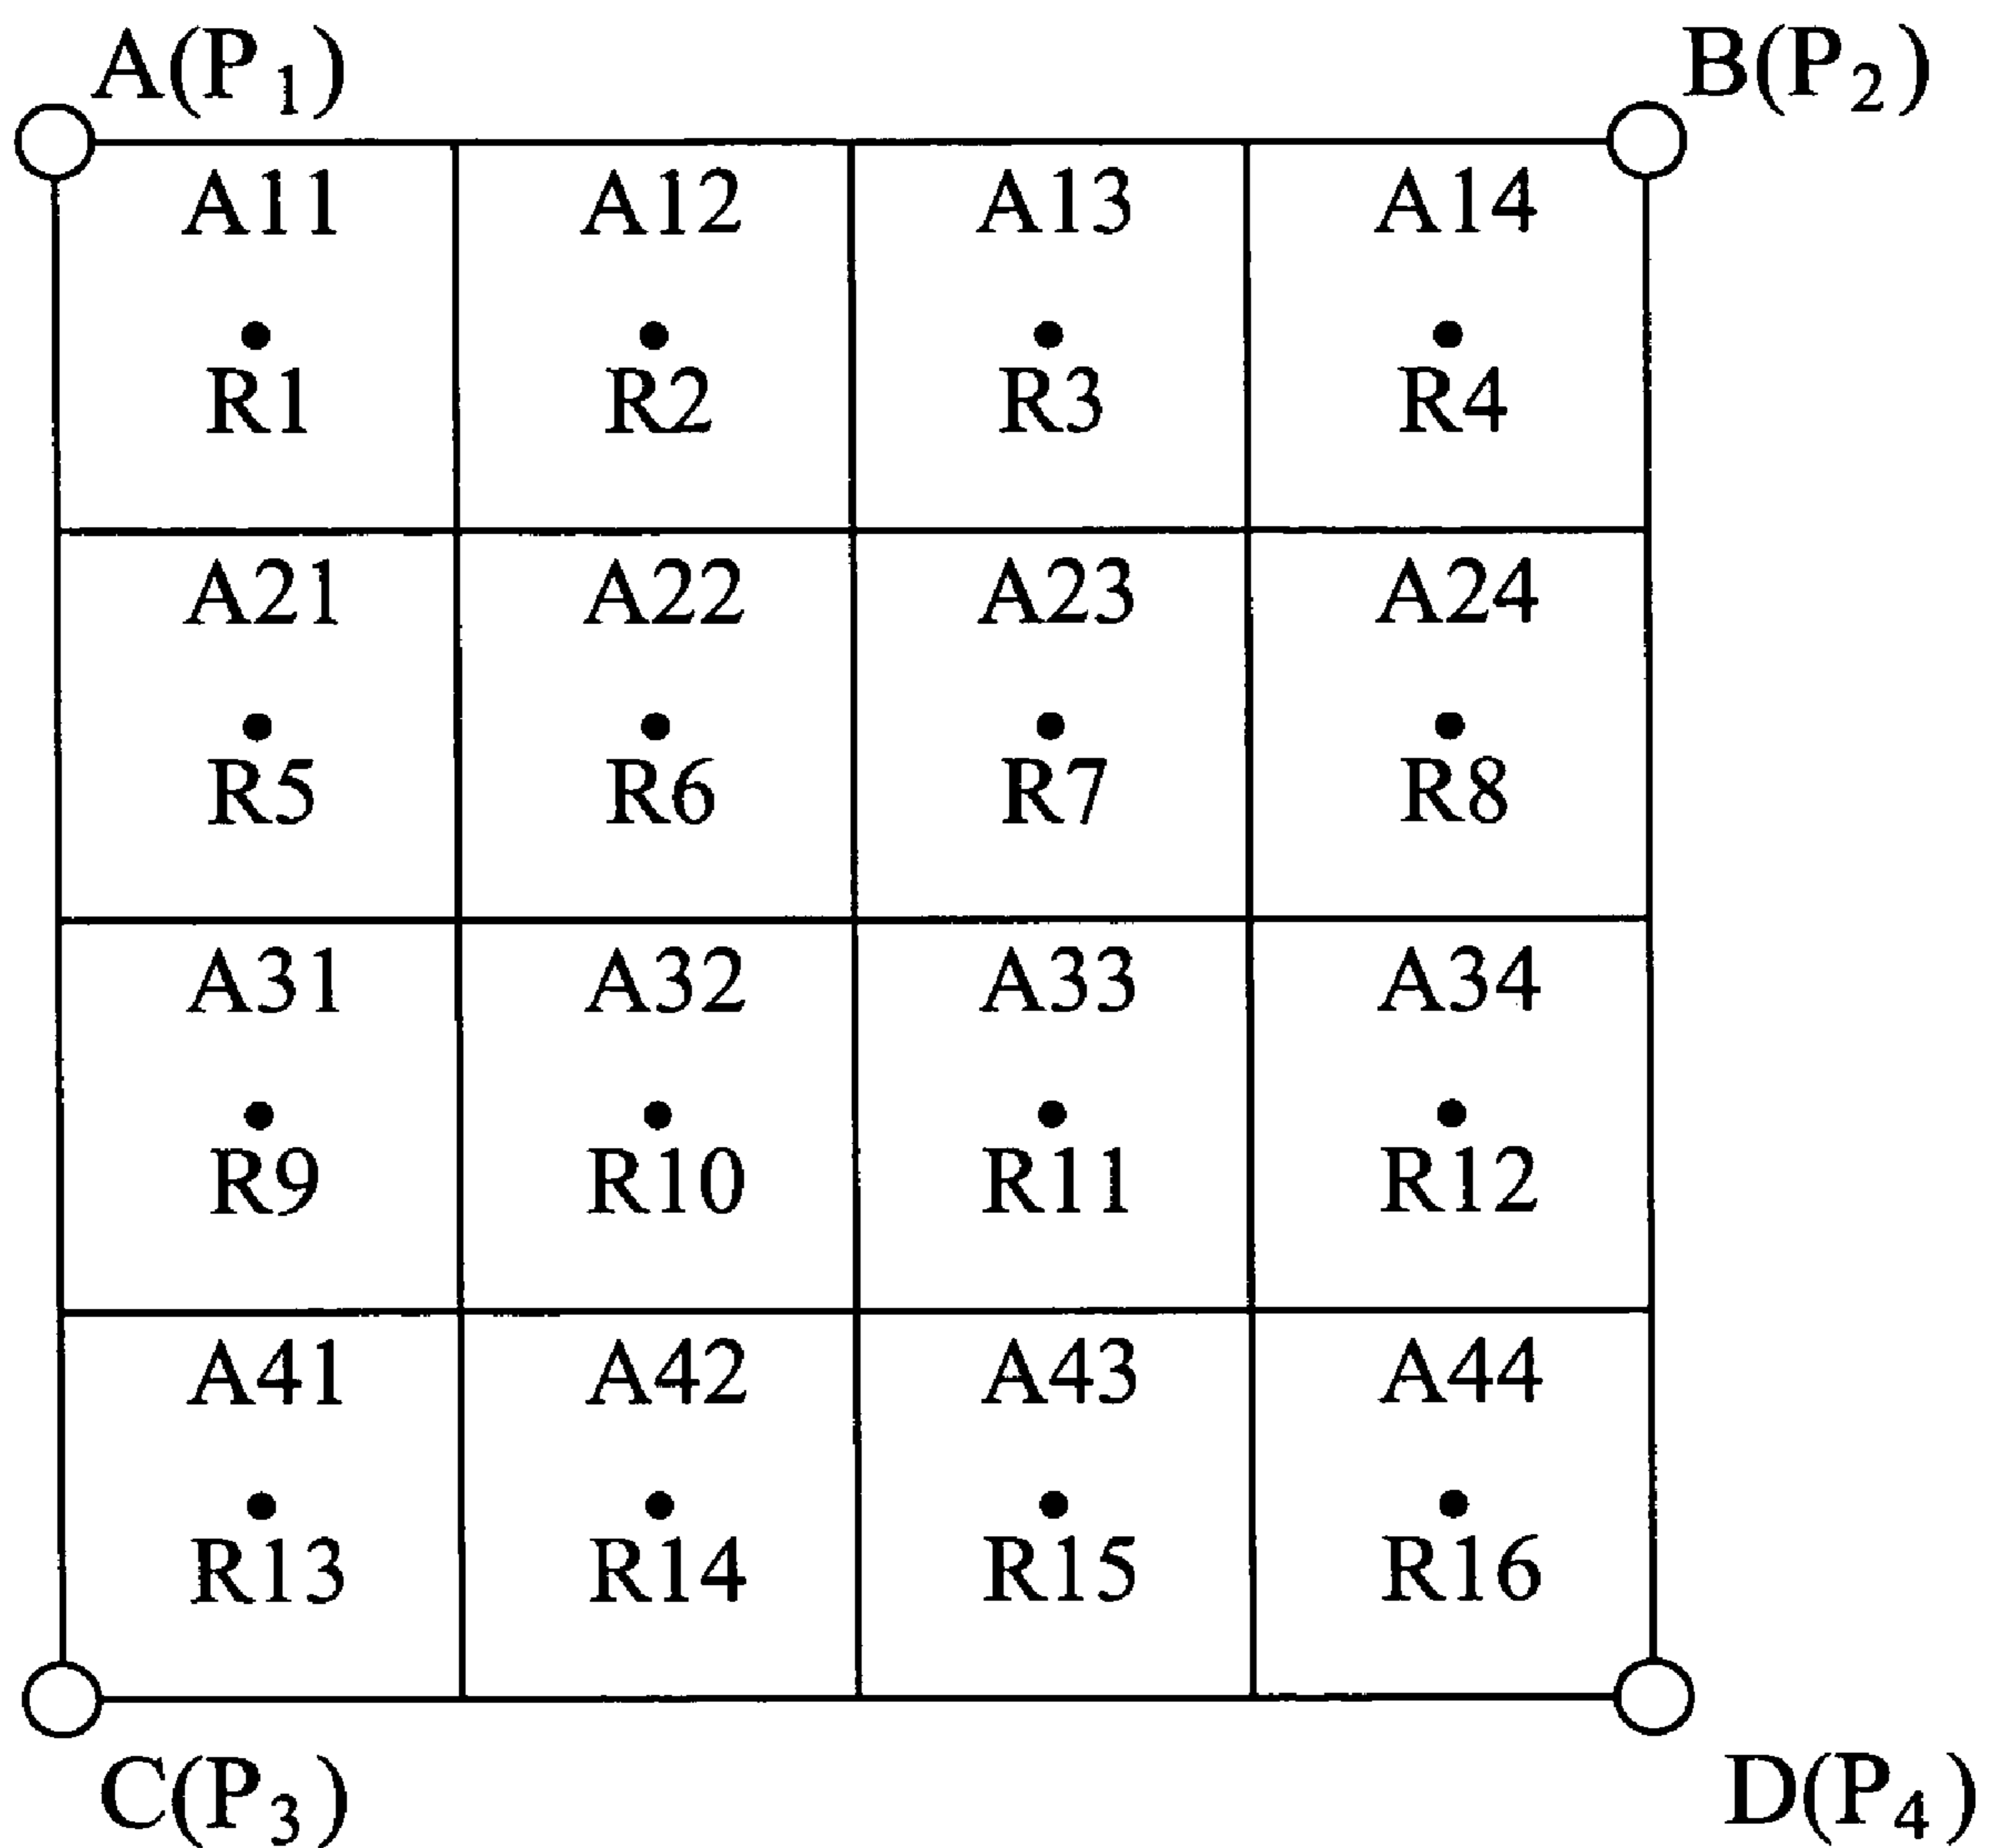 A(P₁) B(P₂)
A11 A12 A13 A14
R1 R2 R3 R4
A21 A22 A23 A24
R5 R6 R7 R8
A31 A32 A33 A34
R9 R10 R11 R12
A41 A42 A43 A44
R13 R14 R15 R16
C(P₃) D(P₄)